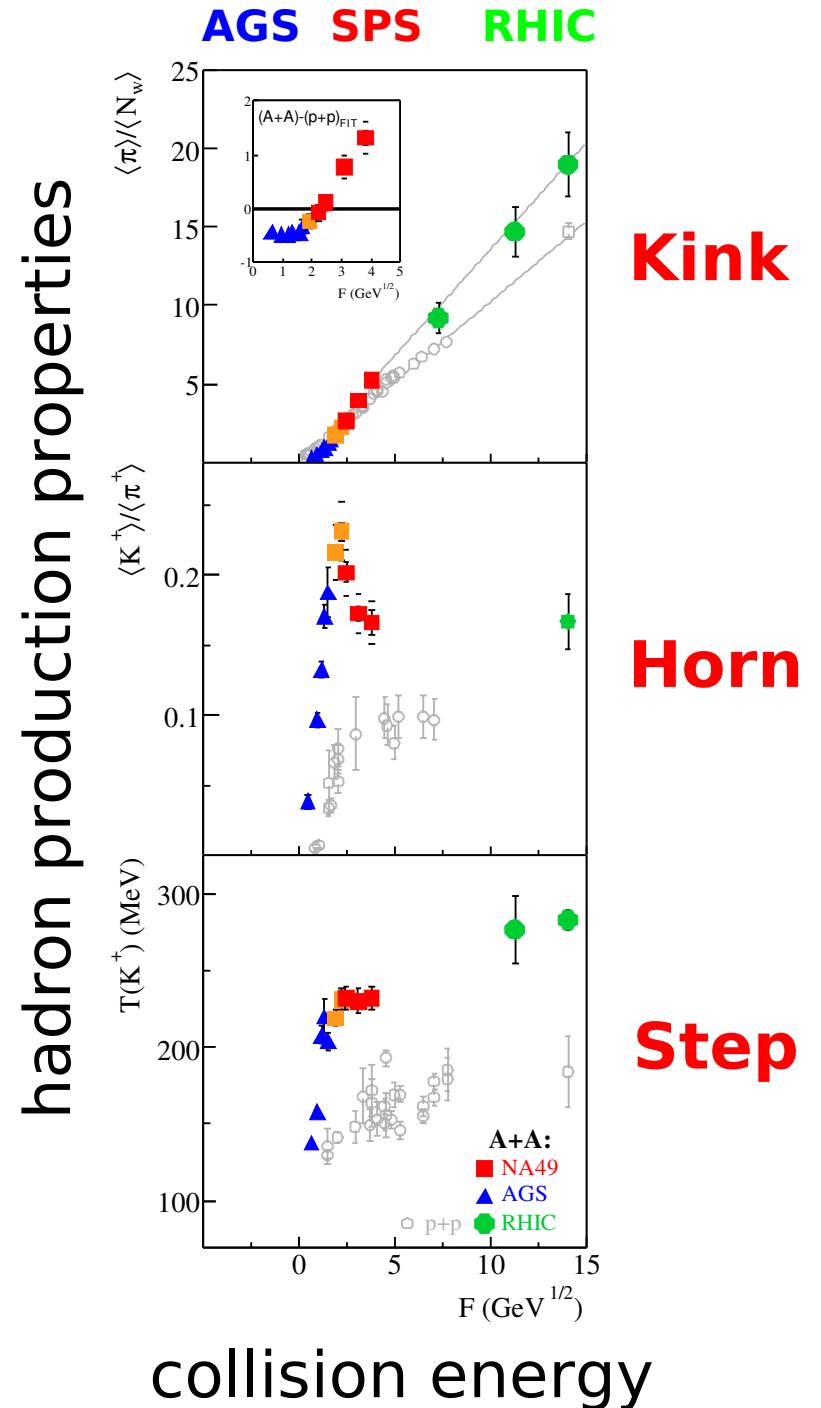 AGS SPS RHIC
hadron production properties
⟨π⟩/⟨N_w⟩
25
20
15
10
5
(A+A)-(p+p)_FIT
2
1
0
-1
0 1 2 3 4 5
F (GeV^1/2)
Kink
⟨K^+⟩/⟨π^+⟩
0.2
0.1
Horn
T(K^+) (MeV)
300
200
100
Step
A+A:
NA49
AGS
p+p RHIC
0 5 10 15
F (GeV^1/2)
collision energy